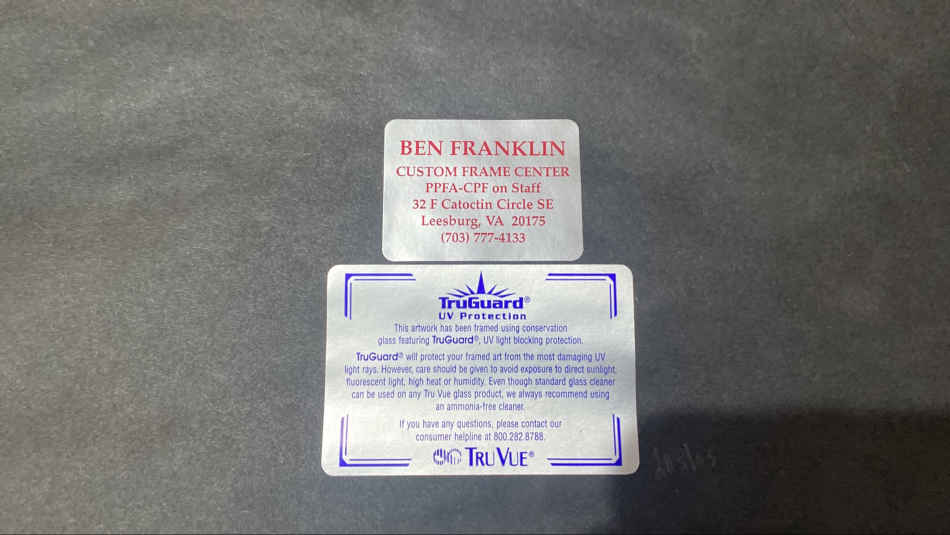 BEN FRANKLIN
CUSTOM FRAME CENTER
PPFA-CPF on Staff
32 F Catoctin Circle SE
Leesburg, VA 20175
(703) 777-4133
TruGuard®
UV Protection
This artwork has been framed using conservation
glass featuring TruGuard®, UV light blocking protection.
TruGuard® will protect your framed art from the most damaging UV
light rays. However, care should be given to avoid exposure to direct sunlight,
fluorescent light, high heat or humidity. Even though standard glass cleaner
can be used on any Tru Vue glass product, we always recommend using
an ammonia-free cleaner.
If you have any questions, please contact our
consumer helpline at 800.282.8788.
TRU VUE®